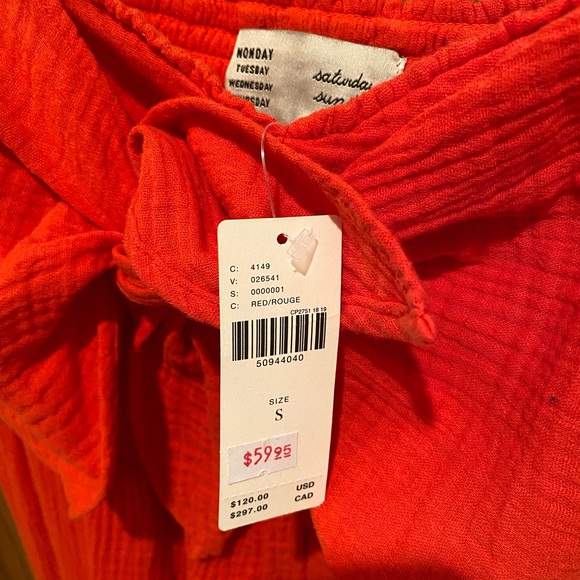 MONDAY
TUESDAY
WEDNESDAY
saturday
C: 4149
V: 026541
S: 0000001
C: RED/ROUGE
CP2751 18 19
50944040
SIZE
S
$59.25
$120.00 USD
$297.00 CAD